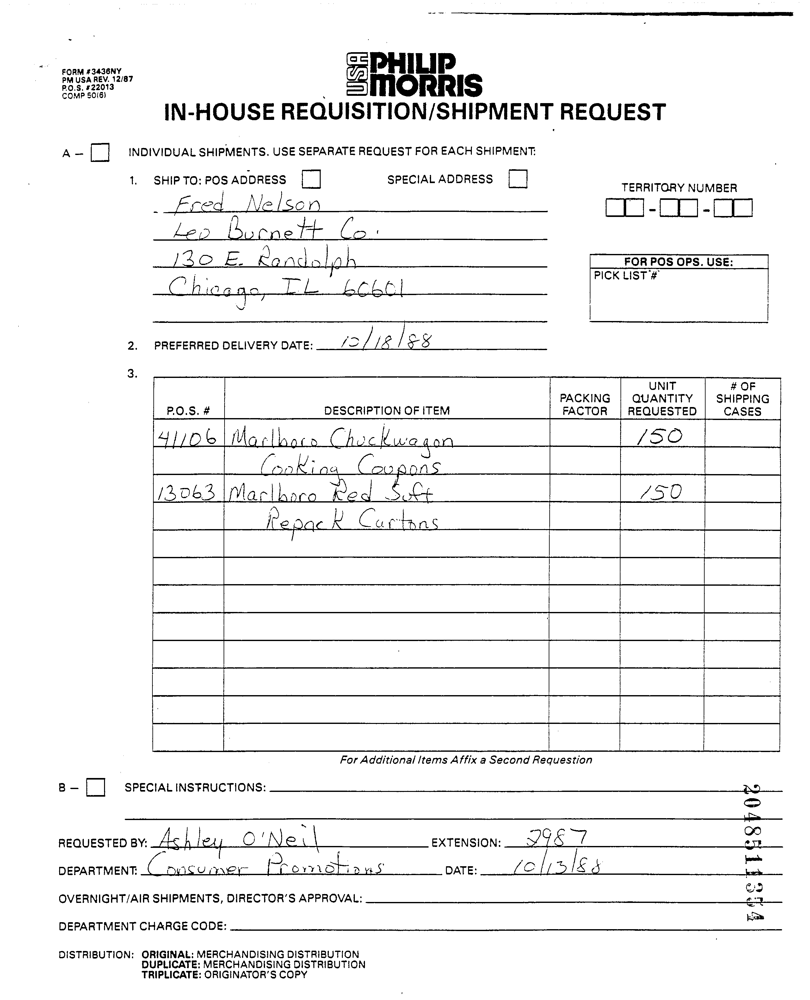 FORM #3436NY
PM USA REV. 12/87
P.O.S. #22013
COMP 50(6)
USA PHILIP
MORRIS
IN-HOUSE REQUISITION/SHIPMENT REQUEST
A – INDIVIDUAL SHIPMENTS. USE SEPARATE REQUEST FOR EACH SHIPMENT:
1. SHIP TO: POS ADDRESS SPECIAL ADDRESS
TERRITORY NUMBER
Fred Nelson
Leo Burnett Co.
130 E. Randolph
Chicago, IL 60601
FOR POS OPS. USE:
PICK LIST #
2. PREFERRED DELIVERY DATE: 12/18/88
3.
P.O.S. # DESCRIPTION OF ITEM PACKING FACTOR UNIT QUANTITY REQUESTED # OF SHIPPING CASES
41106 Marlboro Chuckwagon 150
Cooking Coupons
13063 Marlboro Red Soft 150
Repack Cartons
For Additional Items Affix a Second Requestion
B – SPECIAL INSTRUCTIONS:
REQUESTED BY: Ashley O'Neil EXTENSION: 2987
DEPARTMENT: Consumer Promotions DATE: 10/13/88
OVERNIGHT/AIR SHIPMENTS, DIRECTOR'S APPROVAL:
DEPARTMENT CHARGE CODE:
DISTRIBUTION: ORIGINAL: MERCHANDISING DISTRIBUTION
DUPLICATE: MERCHANDISING DISTRIBUTION
TRIPLICATE: ORIGINATOR'S COPY
2048511354